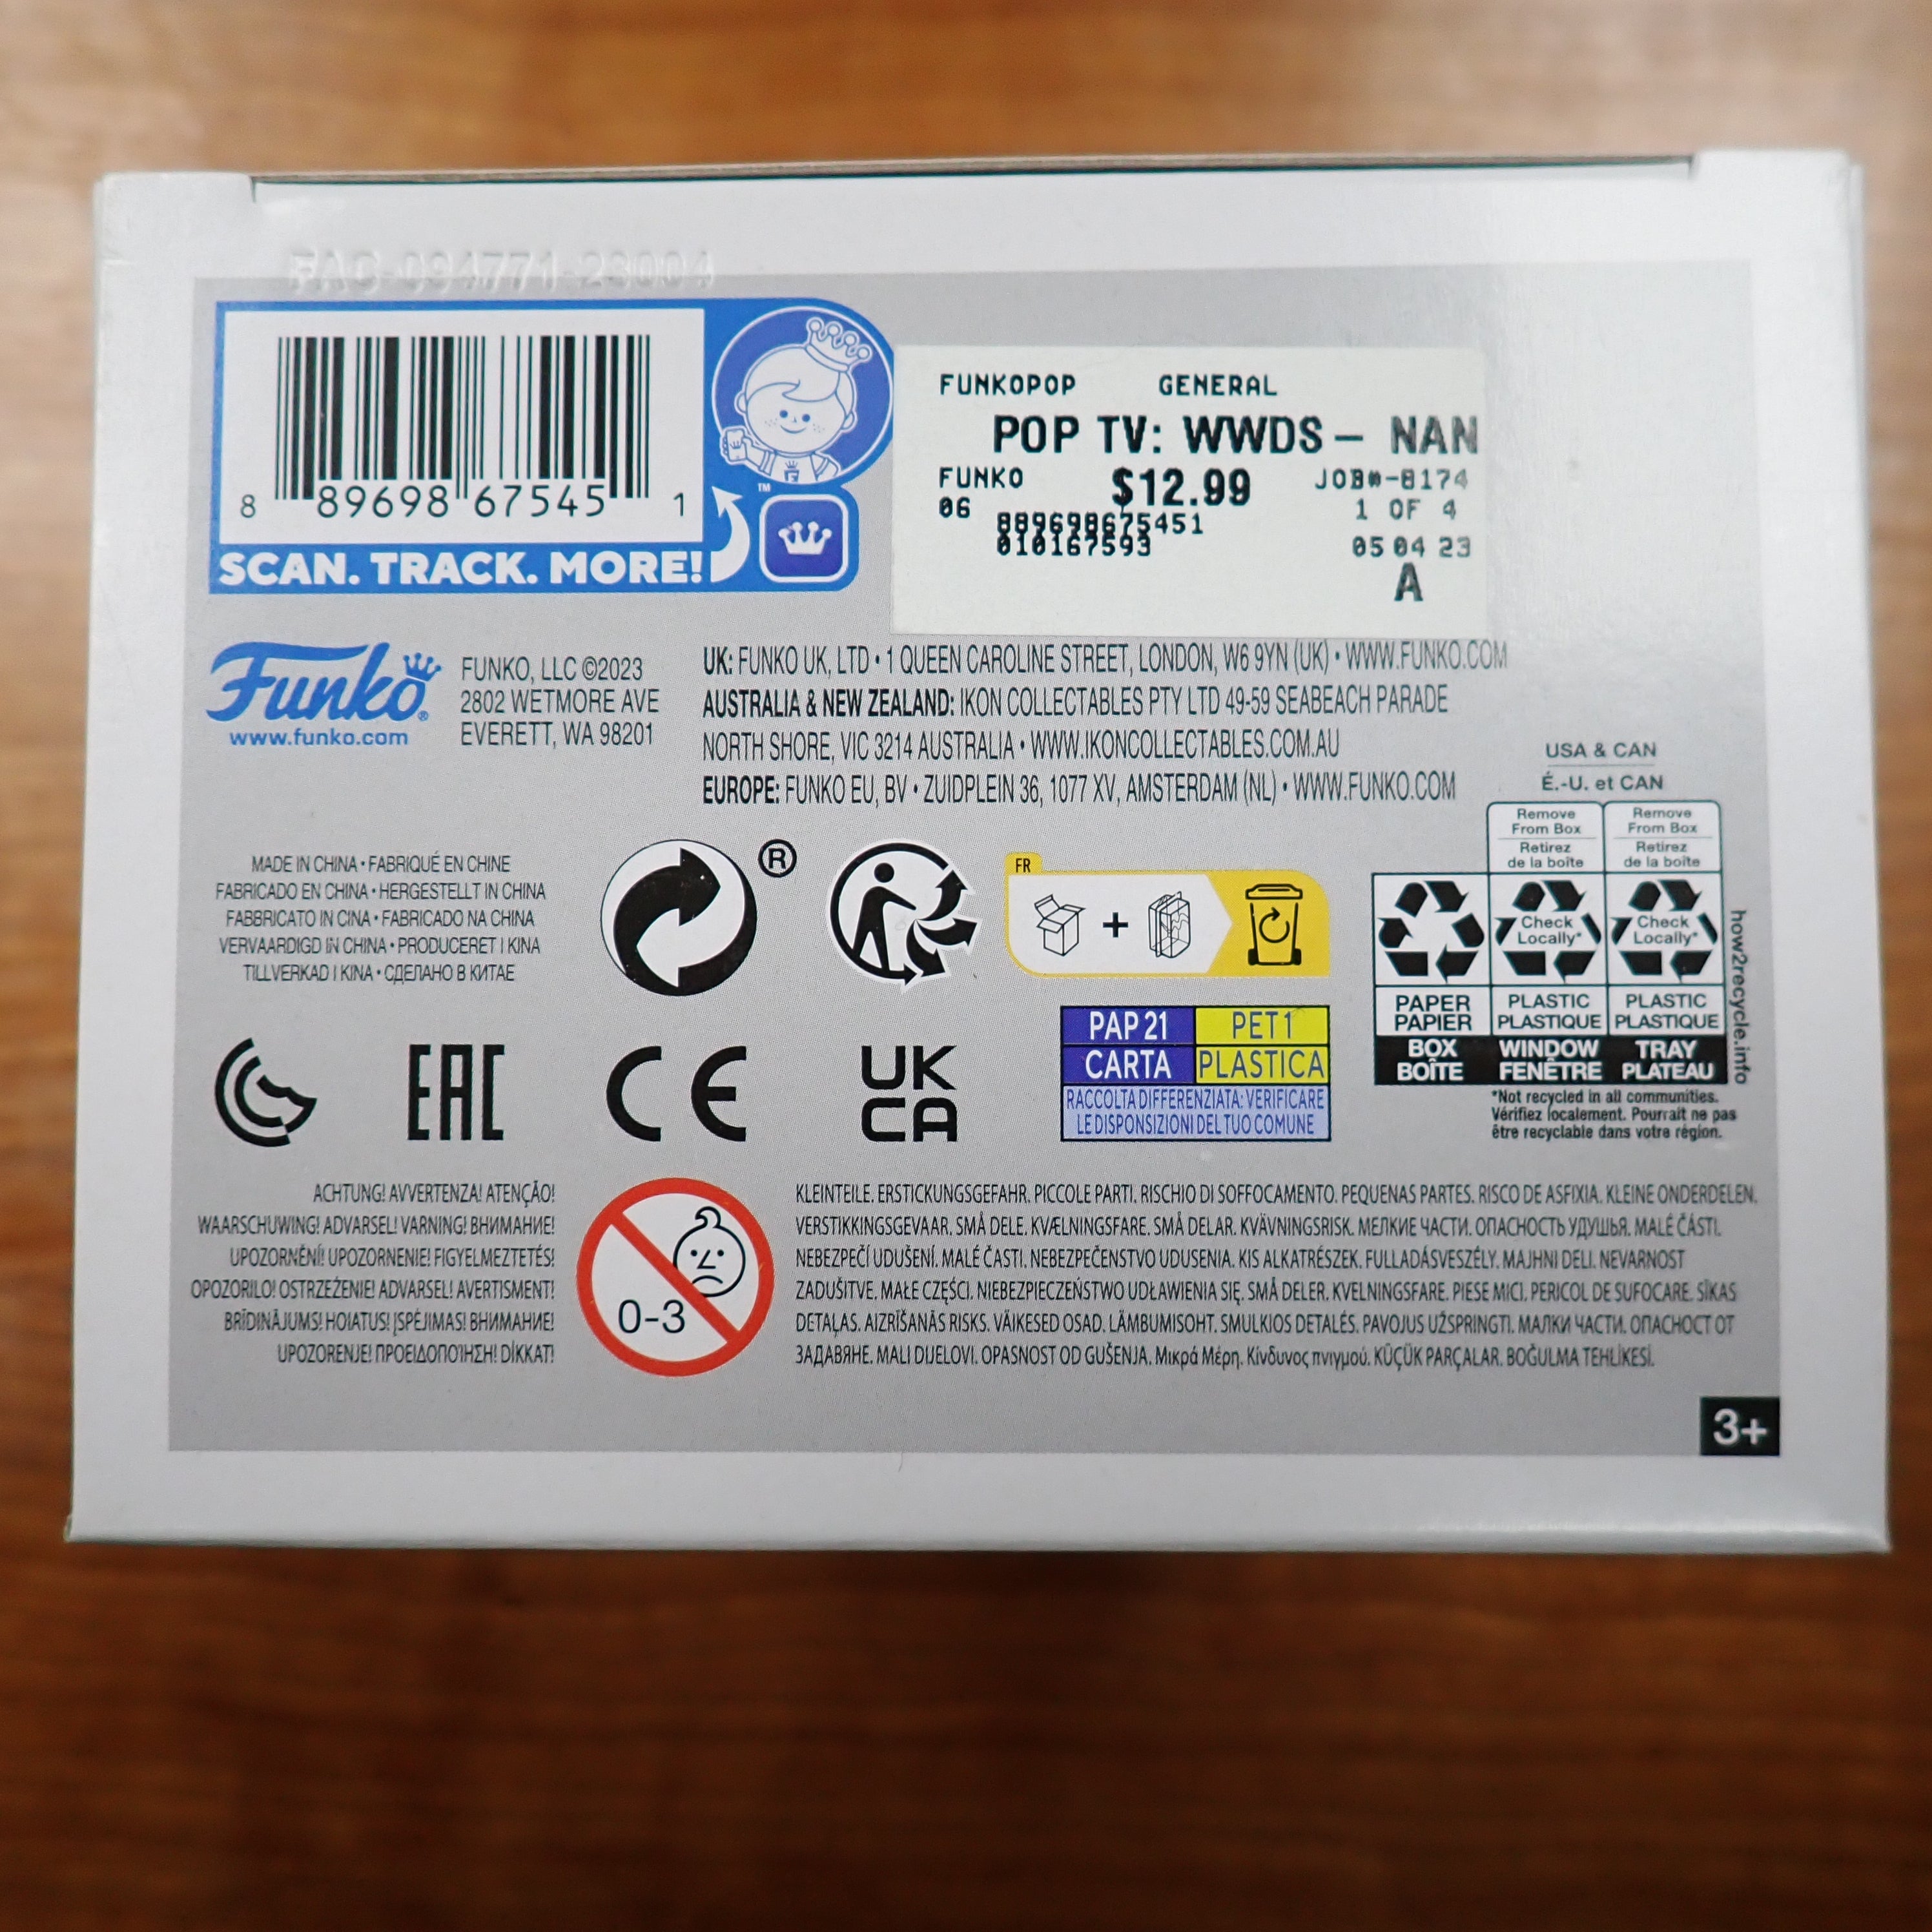 FAC-094771-23004
8 89698 67545 1
SCAN. TRACK. MORE!
™
FUNKOPOP GENERAL
POP TV: WWDS - NAN
FUNKO $12.99 JOB#-8174
06 889698675451 1 OF 4
010167593 05 04 23
A
Funko®
www.funko.com
FUNKO, LLC ©2023
2802 WETMORE AVE
EVERETT, WA 98201
UK: FUNKO UK, LTD • 1 QUEEN CAROLINE STREET, LONDON, W6 9YN (UK) • WWW.FUNKO.COM
AUSTRALIA & NEW ZEALAND: IKON COLLECTABLES PTY LTD 49-59 SEABEACH PARADE
NORTH SHORE, VIC 3214 AUSTRALIA • WWW.IKONCOLLECTABLES.COM.AU
EUROPE: FUNKO EU, BV • ZUIDPLEIN 36, 1077 XV, AMSTERDAM (NL) • WWW.FUNKO.COM
MADE IN CHINA • FABRIQUÉ EN CHINE
FABRICADO EN CHINA • HERGESTELLT IN CHINA
FABBRICATO IN CINA • FABRICADO NA CHINA
VERVAARDIGD IN CHINA • PRODUCERET I KINA
TILLVERKAD I KINA • СДЕЛАНО В КИТАЕ
®
FR
+
USA & CAN
É.-U. et CAN
Remove
From Box
Retirez
de la boîte
Remove
From Box
Retirez
de la boîte
Check
Locally*
Check
Locally*
PAPER
PAPIER
PLASTIC
PLASTIQUE
PLASTIC
PLASTIQUE
BOX
BOÎTE
WINDOW
FENÊTRE
TRAY
PLATEAU
how2recycle.info
*Not recycled in all communities.
Vérifiez localement. Pourrait ne pas
être recyclable dans votre région.
EAC
CE
UK
CA
PAP 21 PET 1
CARTA PLASTICA
RACCOLTA DIFFERENZIATA: VERIFICARE
LE DISPOSIZIONI DEL TUO COMUNE
ACHTUNG! AVVERTENZA! ATENÇÃO!
WAARSCHUWING! ADVARSEL! VARNING! ВНИМАНИЕ!
UPOZORNĚNÍ! UPOZORNENIE! FIGYELMEZTETÉS!
OPOZORILO! OSTRZEŻENIE! ADVARSEL! AVERTISMENT!
BRĪDINĀJUMS! HOIATUS! ĮSPĖJIMAS! ВНИМАНИЕ!
UPOZORENJE! ΠΡΟΕΙΔΟΠΟΊΗΣΗ! DİKKAT!
0-3
KLEINTEILE. ERSTICKUNGSGEFAHR. PICCOLE PARTI. RISCHIO DI SOFFOCAMENTO. PEQUENAS PARTES. RISCO DE ASFIXIA. KLEINE ONDERDELEN.
VERSTIKKINGSGEVAAR. SMÅ DELE. KVÆLNINGSFARE. SMÅ DELAR. KVÄVNINGSRISK. МЕЛКИЕ ЧАСТИ. ОПАСНОСТЬ УДУШЬЯ. MALÉ ČÁSTI.
NEBEZPEČÍ UDUŠENÍ. MALÉ ČASTI. NEBEZPEČENSTVO UDUSENIA. KIS ALKATRÉSZEK. FULLADÁSVESZÉLY. MAJHNI DELI. NEVARNOST
ZADUŠITVE. MAŁE CZĘŚCI. NIEBEZPIECZEŃSTWO UDŁAWIENIA SIĘ. SMÅ DELER. KVELNINGSFARE. PIESE MICI. PERICOL DE SUFOCARE. SĪKAS
DETAĻAS. AIZRĪŠANĀS RISKS. VÄIKESED OSAD. LÄMBUMISOHT. SMULKIOS DETALĖS. PAVOJUS UŽSPRINGTI. МАЛКИ ЧАСТИ. ОПАСНОСТ ОТ
ЗАДАВЯНЕ. MALI DIJELOVI. OPASNOST OD GUŠENJA. Μικρά Μέρη. Κίνδυνος πνιγμού. KÜÇÜK PARÇALAR. BOĞULMA TEHLİKESİ.
3+